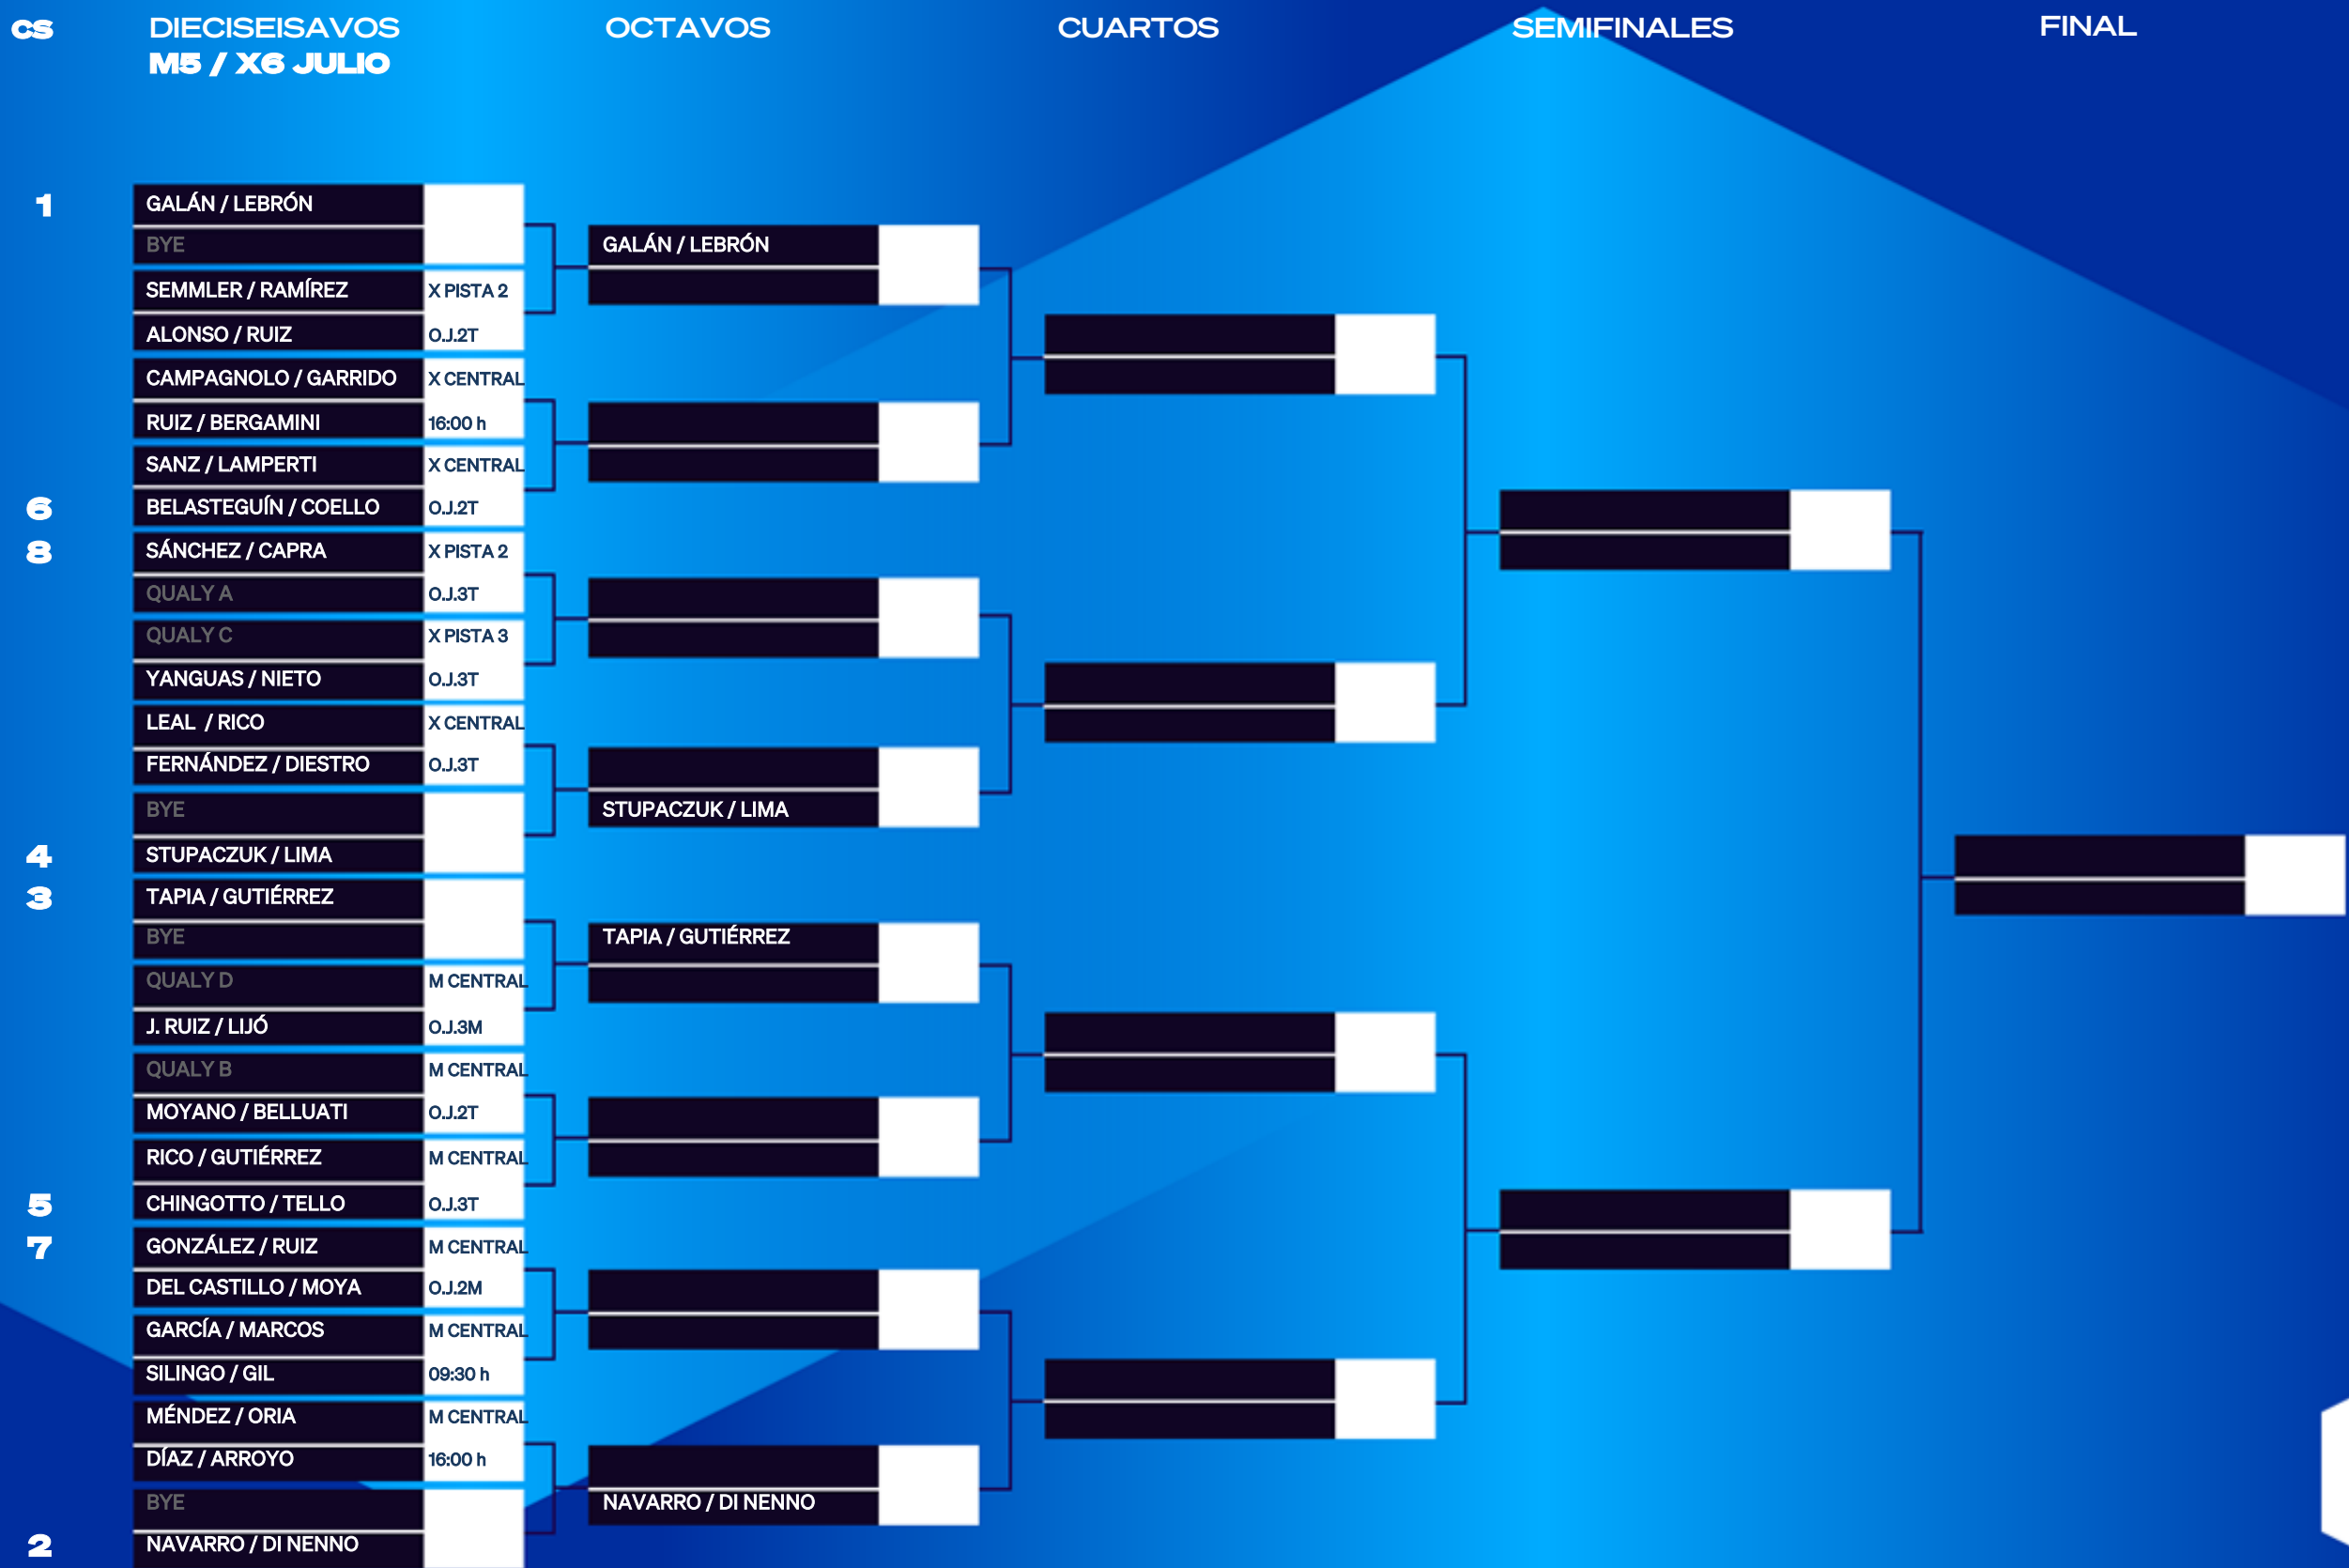 CS DIECISEISAVOS OCTAVOS CUARTOS SEMIFINALES FINAL
M5 / X6 JULIO
1 GALÁN / LEBRÓN
BYE
GALÁN / LEBRÓN
SEMMLER / RAMÍREZ X PISTA 2
ALONSO / RUIZ O.J.2T
CAMPAGNOLO / GARRIDO X CENTRAL
RUIZ / BERGAMINI 16:00 h
SANZ / LAMPERTI X CENTRAL
6 BELASTEGUÍN / COELLO O.J.2T
8 SÁNCHEZ / CAPRA X PISTA 2
QUALY A O.J.3T
QUALY C X PISTA 3
YANGUAS / NIETO O.J.3T
LEAL / RICO X CENTRAL
FERNÁNDEZ / DIESTRO O.J.3T
BYE
STUPACZUK / LIMA
4 STUPACZUK / LIMA
3 TAPIA / GUTIÉRREZ
BYE
TAPIA / GUTIÉRREZ
QUALY D M CENTRAL
J. RUIZ / LIJÓ O.J.3M
QUALY B M CENTRAL
MOYANO / BELLUATI O.J.2T
RICO / GUTIÉRREZ M CENTRAL
5 CHINGOTTO / TELLO O.J.3T
7 GONZÁLEZ / RUIZ M CENTRAL
DEL CASTILLO / MOYA O.J.2M
GARCÍA / MARCOS M CENTRAL
SILINGO / GIL 09:30 h
MÉNDEZ / ORIA M CENTRAL
DÍAZ / ARROYO 16:00 h
BYE
NAVARRO / DI NENNO
2 NAVARRO / DI NENNO